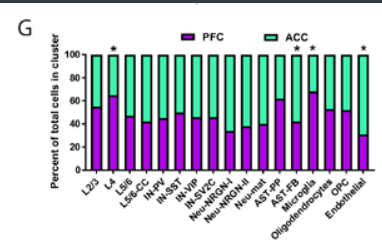 G
PFC ACC
Percent of total cells in cluster
100
80
60
40
20
0
* * * *
L2/3
L4
L5/6
L5/6-CC
IN-PV
IN-SST
IN-VIP
IN-SV2C
Neu-NRGN-I
Neu-NRGN-II
Neu-mat
AST-PP
AST-FB
Microglia
Oligodendrocytes
OPC
Endothelial